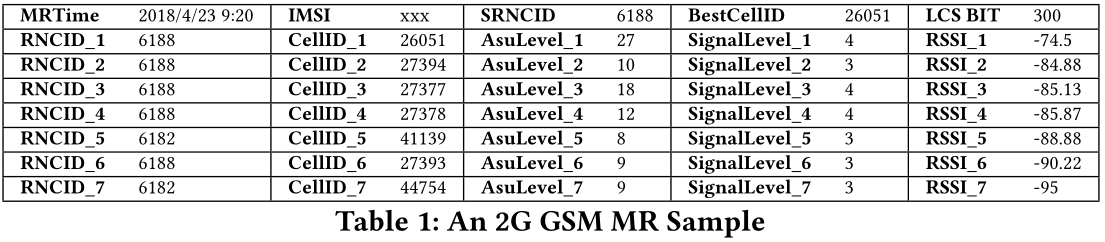 MRTime 2018/4/23 9:20 IMSI xxx SRNCID 6188 BestCellID 26051 LCS BIT 300
RNCID_1 6188 CellID_1 26051 AsuLevel_1 27 SignalLevel_1 4 RSSI_1 -74.5
RNCID_2 6188 CellID_2 27394 AsuLevel_2 10 SignalLevel_2 3 RSSI_2 -84.88
RNCID_3 6188 CellID_3 27377 AsuLevel_3 18 SignalLevel_3 4 RSSI_3 -85.13
RNCID_4 6188 CellID_4 27378 AsuLevel_4 12 SignalLevel_4 4 RSSI_4 -85.87
RNCID_5 6182 CellID_5 41139 AsuLevel_5 8 SignalLevel_5 3 RSSI_5 -88.88
RNCID_6 6188 CellID_6 27393 AsuLevel_6 9 SignalLevel_6 3 RSSI_6 -90.22
RNCID_7 6182 CellID_7 44754 AsuLevel_7 9 SignalLevel_7 3 RSSI_7 -95
Table 1: An 2G GSM MR Sample